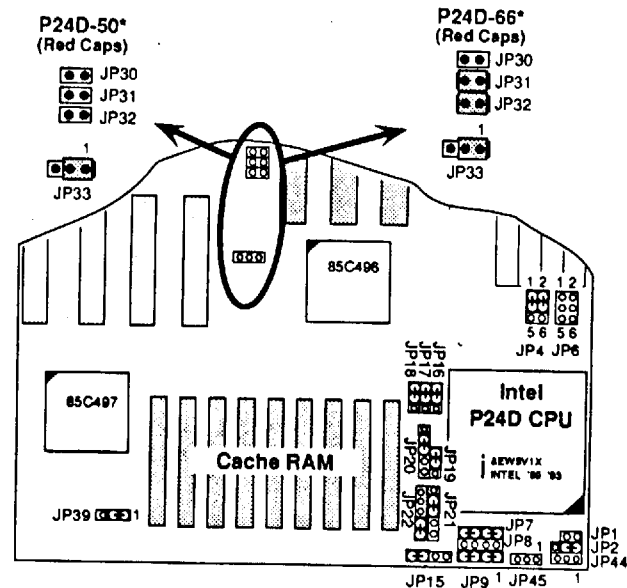 P24D-50*
(Red Caps)
JP30
JP31
JP32
1
JP33
P24D-66*
(Red Caps)
JP30
JP31
JP32
1
JP33
85C496
1 2
5 6
JP4
1 2
5 6
JP6
JP18
JP17
JP16
85C497
Intel
P24D CPU
INTEL
Cache RAM
JP20
JP19
JP22
JP21
JP39
1
JP7
JP8
JP1
JP2
JP44
JP15
JP9
1
JP45
1
1